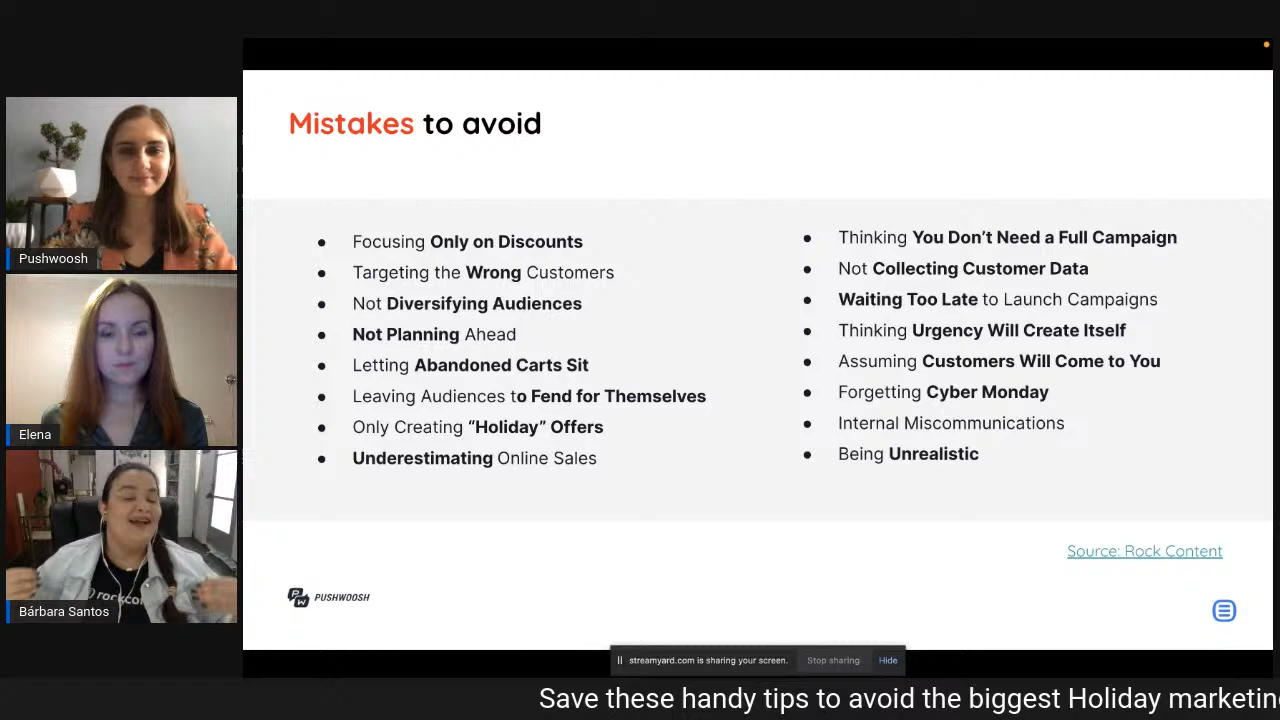 Mistakes to avoid
Focusing Only on Discounts
Targeting the Wrong Customers
Not Diversifying Audiences
Not Planning Ahead
Letting Abandoned Carts Sit
Leaving Audiences to Fend for Themselves
Only Creating “Holiday” Offers
Underestimating Online Sales
Thinking You Don’t Need a Full Campaign
Not Collecting Customer Data
Waiting Too Late to Launch Campaigns
Thinking Urgency Will Create Itself
Assuming Customers Will Come to You
Forgetting Cyber Monday
Internal Miscommunications
Being Unrealistic
Source: Rock Content
PW PUSHWOOSH
Pushwoosh
Elena
rockcon
Bárbara Santos
streamyard.com is sharing your screen. Stop sharing Hide
Save these handy tips to avoid the biggest Holiday marketin